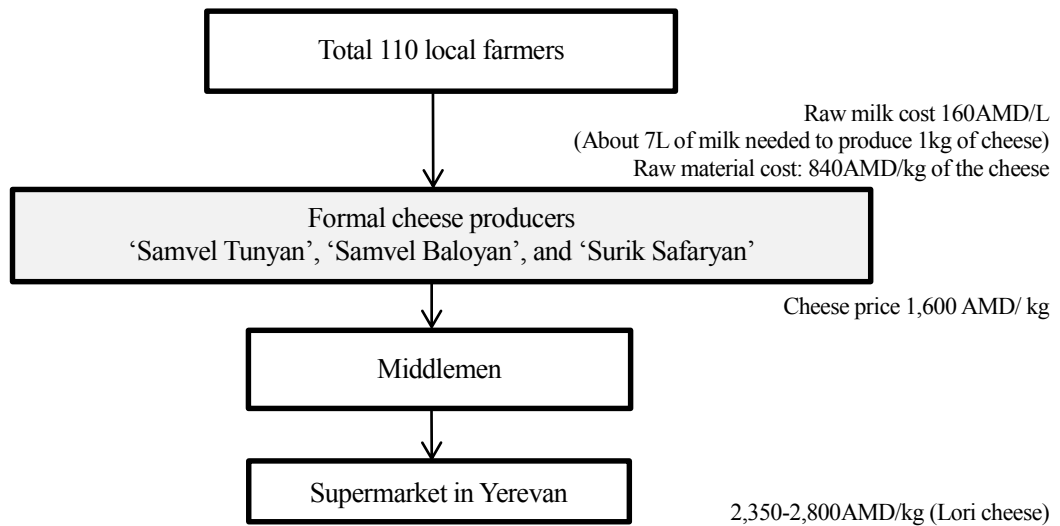 Total 110 local farmers
Raw milk cost 160AMD/L
(About 7L of milk needed to produce 1kg of cheese)
Raw material cost: 840AMD/kg of the cheese
Formal cheese producers
‘Samvel Tunyan’, ‘Samvel Baloyan’, and ‘Surik Safaryan’
Cheese price 1,600 AMD/ kg
Middlemen
Supermarket in Yerevan
2,350-2,800AMD/kg (Lori cheese)